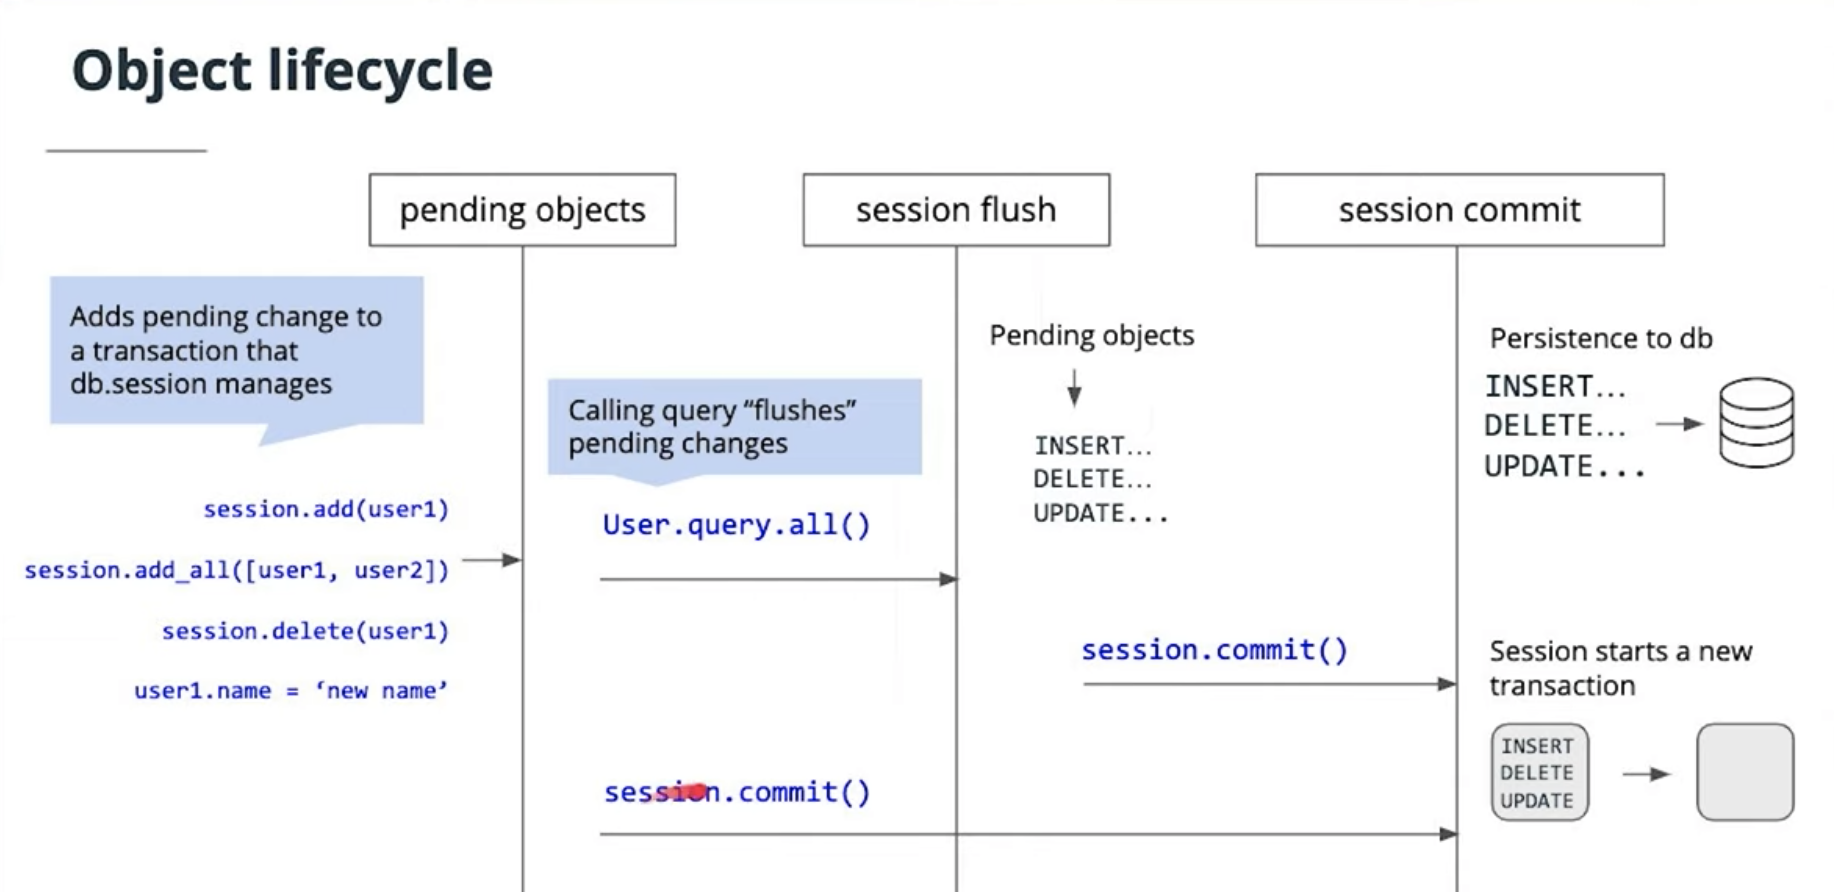 Object lifecycle
pending objects
session flush
session commit
Adds pending change to
a transaction that
db.session manages
session.add(user1)
session.add_all([user1, user2])
session.delete(user1)
user1.name = ‘new name’
Calling query “flushes”
pending changes
User.query.all()
session.commit()
Pending objects
INSERT…
DELETE…
UPDATE...
session.commit()
Persistence to db
INSERT…
DELETE…
UPDATE...
Session starts a new
transaction
INSERT
DELETE
UPDATE